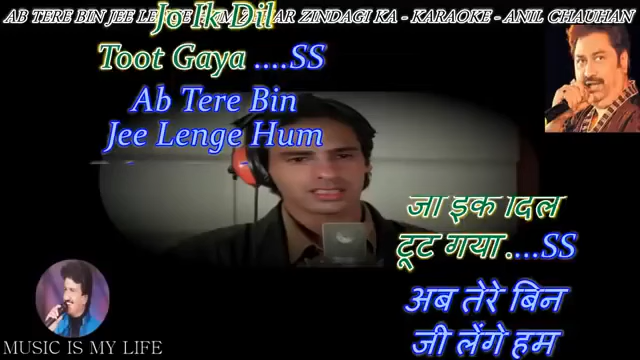 AB TERE BIN JEE LE
AR ZINDAGI KA - KARAOKE - ANIL CHAUHAN
Jo Ik Dil
Toot Gaya ....SS
Ab Tere Bin
Jee Lenge Hum
जो इक दिल
टूट गया....SS
अब तेरे बिन
जी लेंगे हम
MUSIC IS MY LIFE